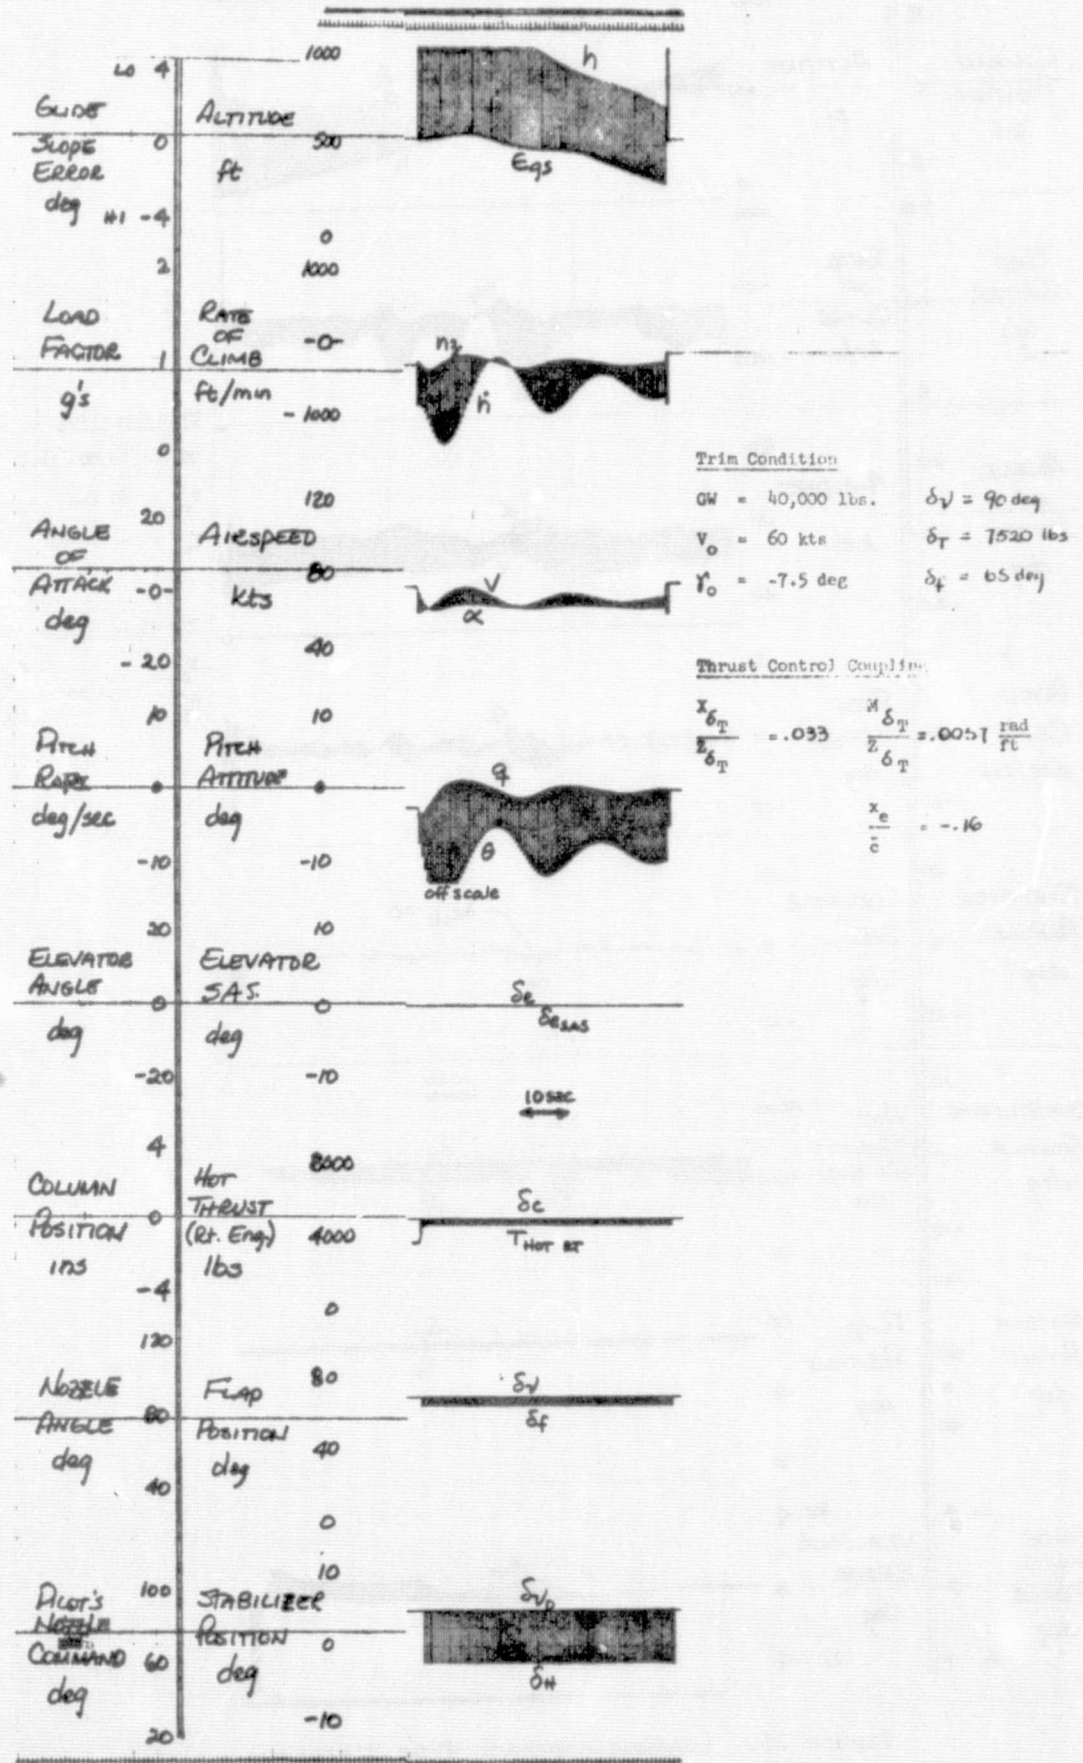 LO 4
GLIDE
SLOPE
ERROR
deg
0
HI -4
1000
ALTITUDE
500
ft
0
h
Egs
2
LOAD
FACTOR
1
g's
0
1000
RATE
OF
CLIMB
-0-
ft/min
-1000
nz
ḣ
20
ANGLE
OF
ATTACK
-0-
deg
-20
120
AIRSPEED
80
kts
40
V
α
Trim Condition
GW = 40,000 lbs. δν = 90 deg
Vo = 60 kts δT = 7520 lbs
γo = -7.5 deg δf = 65 deg
Thrust Control Coupling
XδT / ZδT = .033
MδT / ZδT = .0057 rad/ft
xe / c̄ = -.16
10
PITCH
RATE
0
deg/sec
-10
10
PITCH
ATTITUDE
0
deg
-10
q
θ
off scale
20
ELEVATOR
ANGLE
0
deg
-20
10
ELEVATOR
SAS
0
deg
-10
δe
δeSAS
10 SEC
4
COLUMN
0
POSITION
ins
-4
8000
HOT
THRUST
(Rt. Eng.) 4000
lbs
0
δc
THOT RT
120
NOZZLE
ANGLE
80
deg
40
80
FLAP
POSITION
40
deg
0
δν
δf
100
PILOT'S
NOZZLE
COMMAND
60
deg
20
10
STABILIZER
POSITION
0
deg
-10
δνp
δH